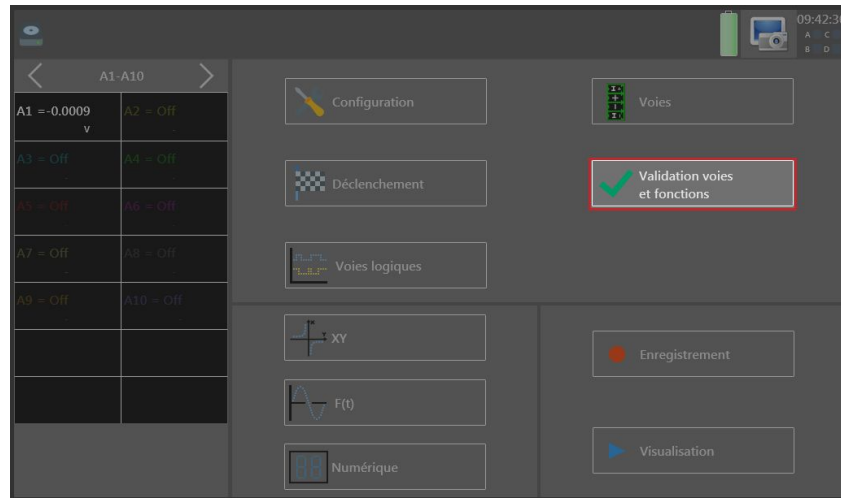 09:42:30
A C
B D
A1-A10
A1 =-0.0009
V
A2 = Off
A3 = Off
A4 = Off
A5 = Off
A6 = Off
A7 = Off
A8 = Off
A9 = Off
A10 = Off
Configuration
Voies
Déclenchement
Validation voies
et fonctions
Voies logiques
XY
F(t)
Numérique
Enregistrement
Visualisation